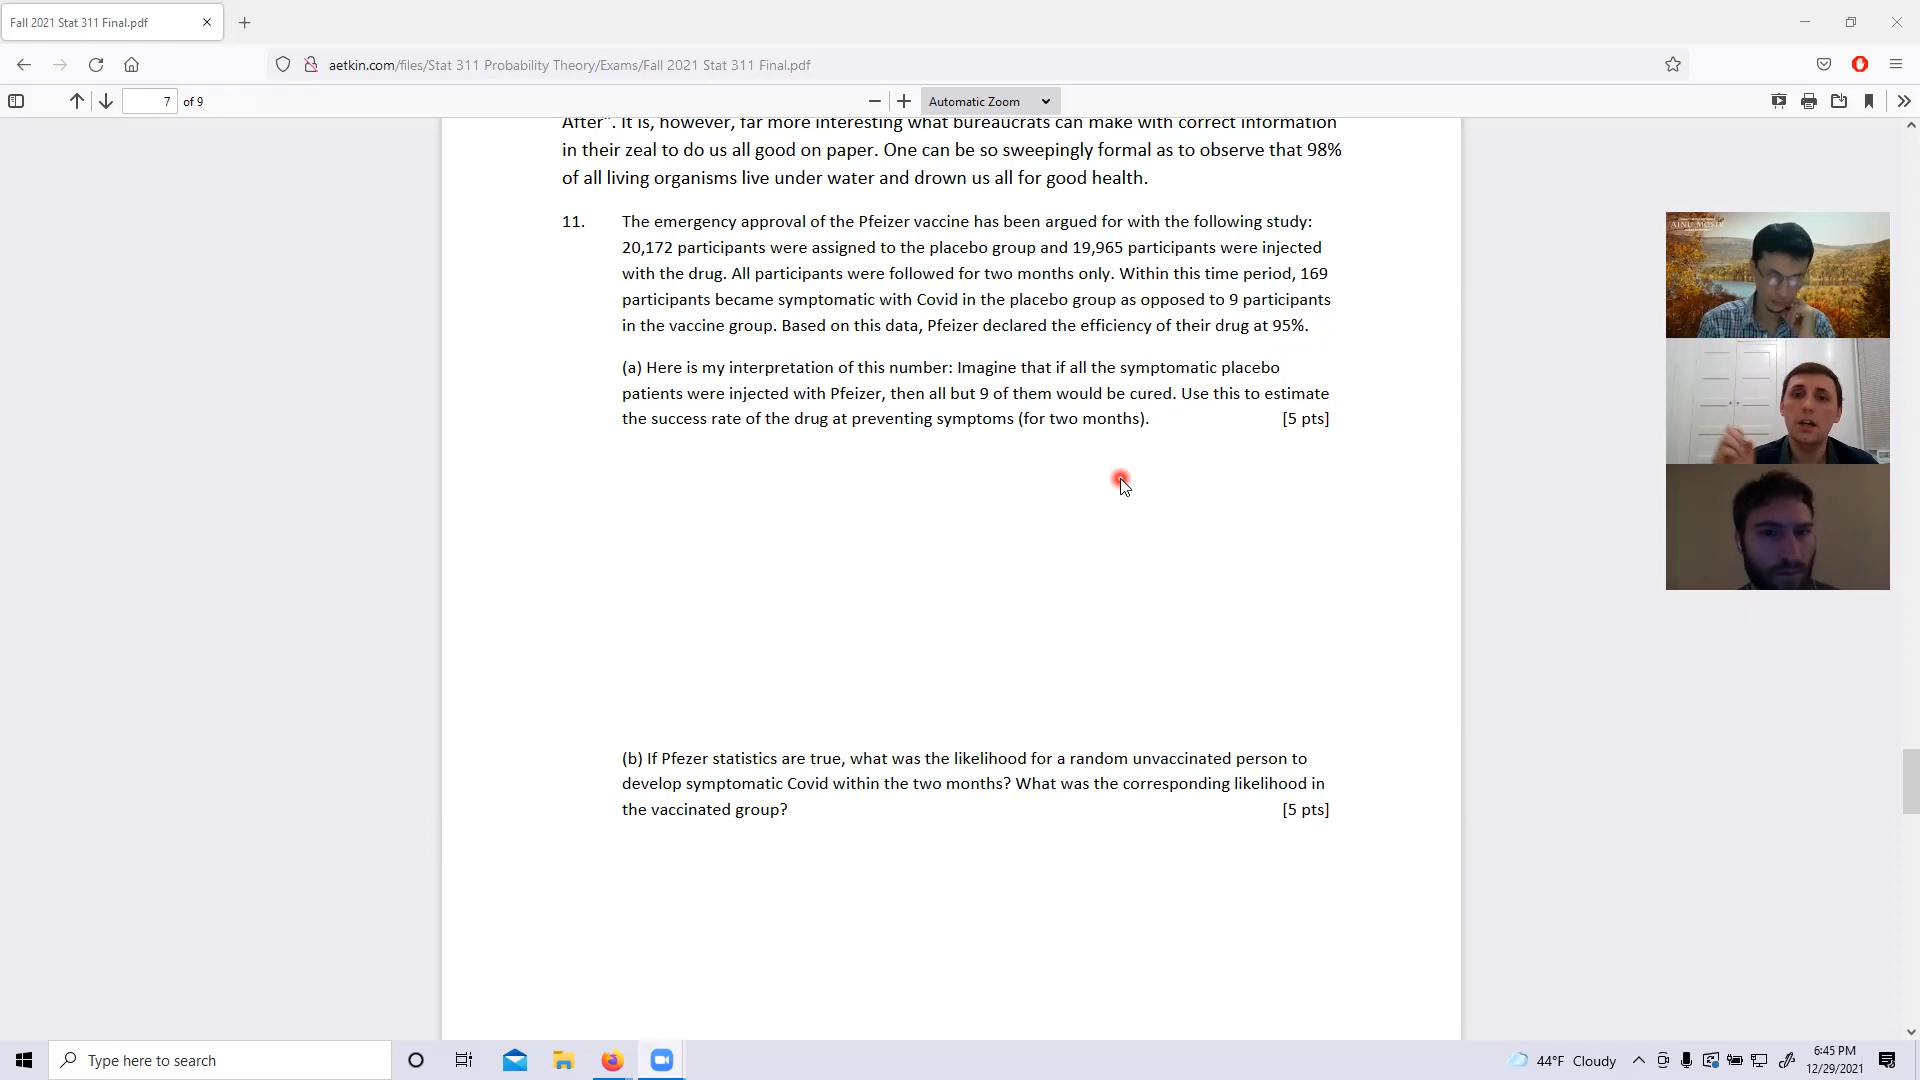 Fall 2021 Stat 311 Final.pdf
aetkin.com/files/Stat 311 Probability Theory/Exams/Fall 2021 Stat 311 Final.pdf
7 of 9
Automatic Zoom
After”. It is, however, far more interesting what bureaucrats can make with correct information
in their zeal to do us all good on paper. One can be so sweepingly formal as to observe that 98%
of all living organisms live under water and drown us all for good health.
11. The emergency approval of the Pfeizer vaccine has been argued for with the following study:
20,172 participants were assigned to the placebo group and 19,965 participants were injected
with the drug. All participants were followed for two months only. Within this time period, 169
participants became symptomatic with Covid in the placebo group as opposed to 9 participants
in the vaccine group. Based on this data, Pfeizer declared the efficiency of their drug at 95%.
(a) Here is my interpretation of this number: Imagine that if all the symptomatic placebo
patients were injected with Pfeizer, then all but 9 of them would be cured. Use this to estimate
the success rate of the drug at preventing symptoms (for two months). [5 pts]
(b) If Pfezer statistics are true, what was the likelihood for a random unvaccinated person to
develop symptomatic Covid within the two months? What was the corresponding likelihood in
the vaccinated group? [5 pts]
Type here to search
44°F Cloudy
6:45 PM
12/29/2021